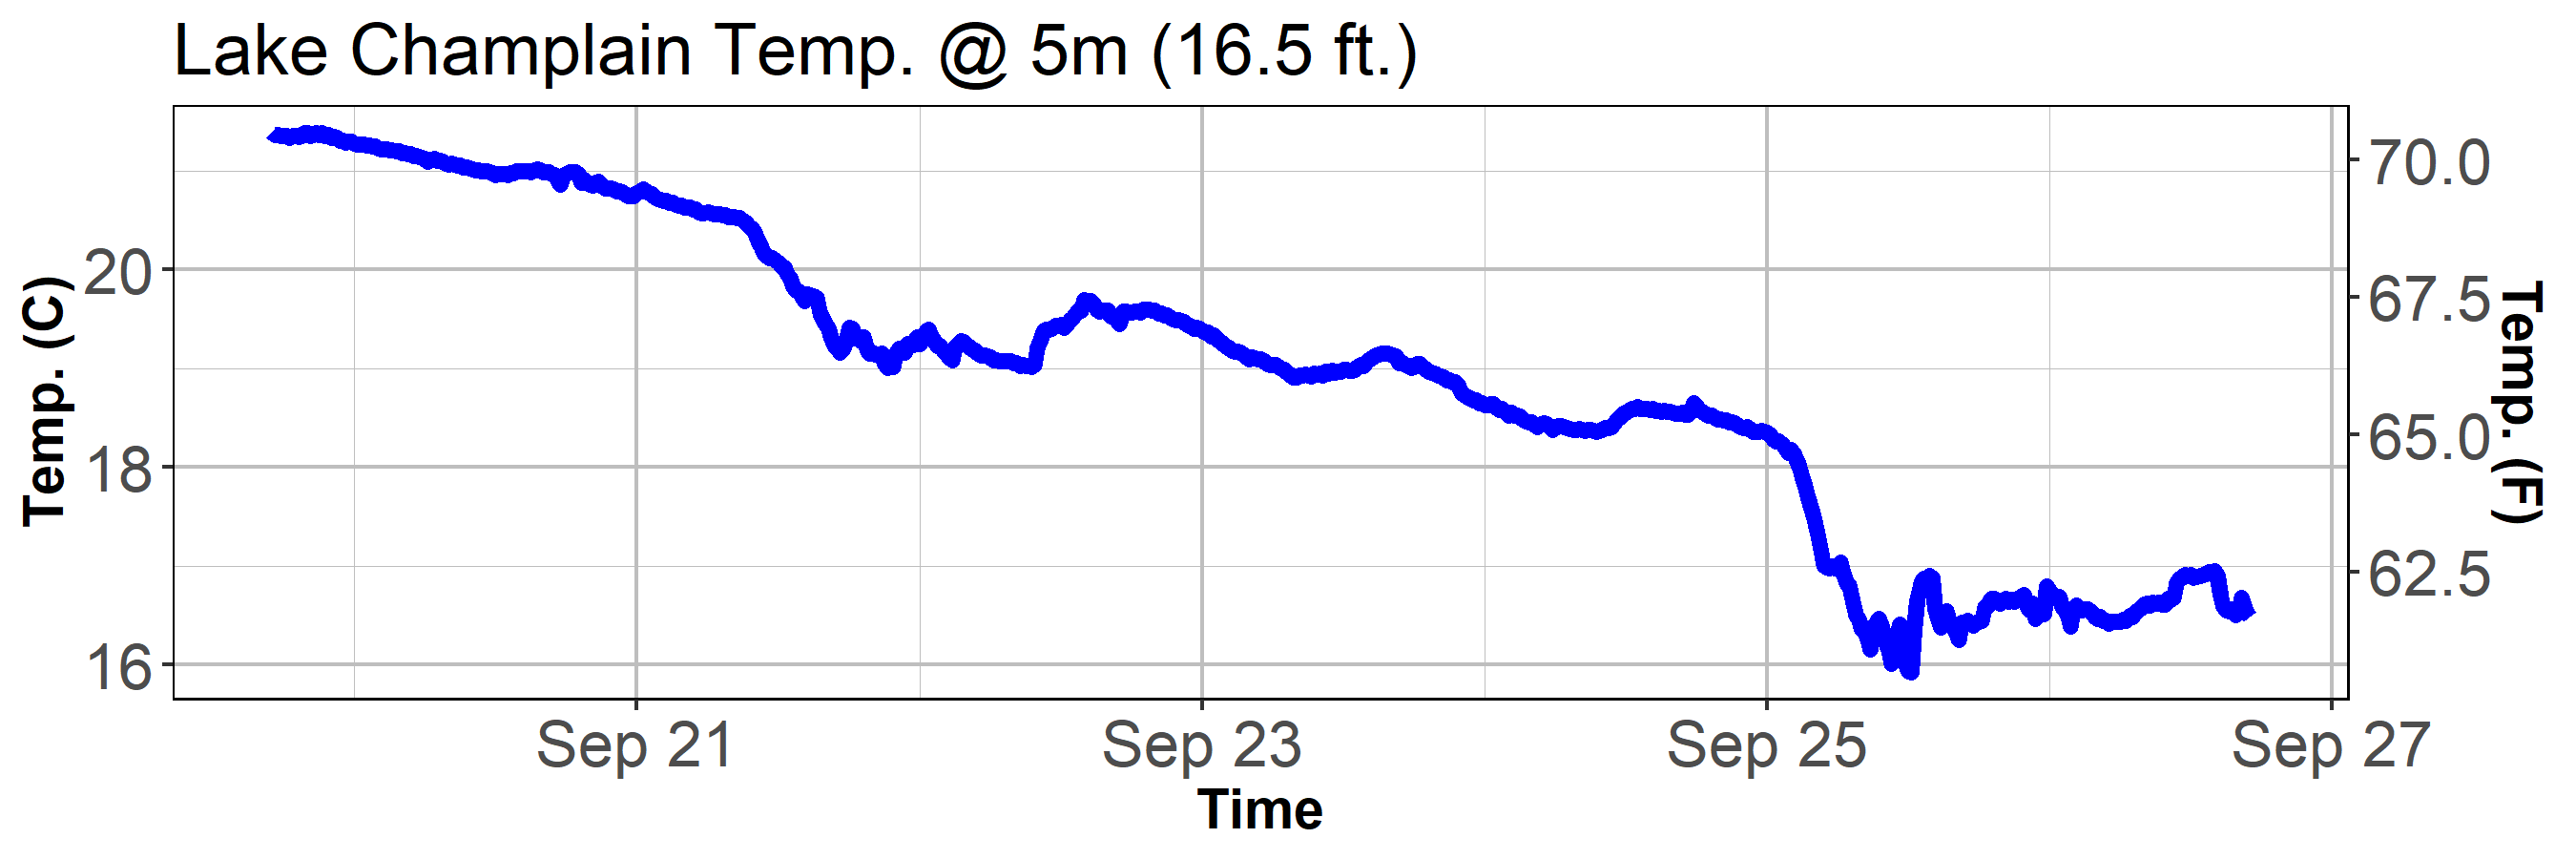 Lake Champlain Temp. @ 5m (16.5 ft.)
Temp. (C)
20
18
16
70.0
67.5
65.0
62.5
Temp. (F)
Sep 21
Sep 23
Sep 25
Sep 27
Time